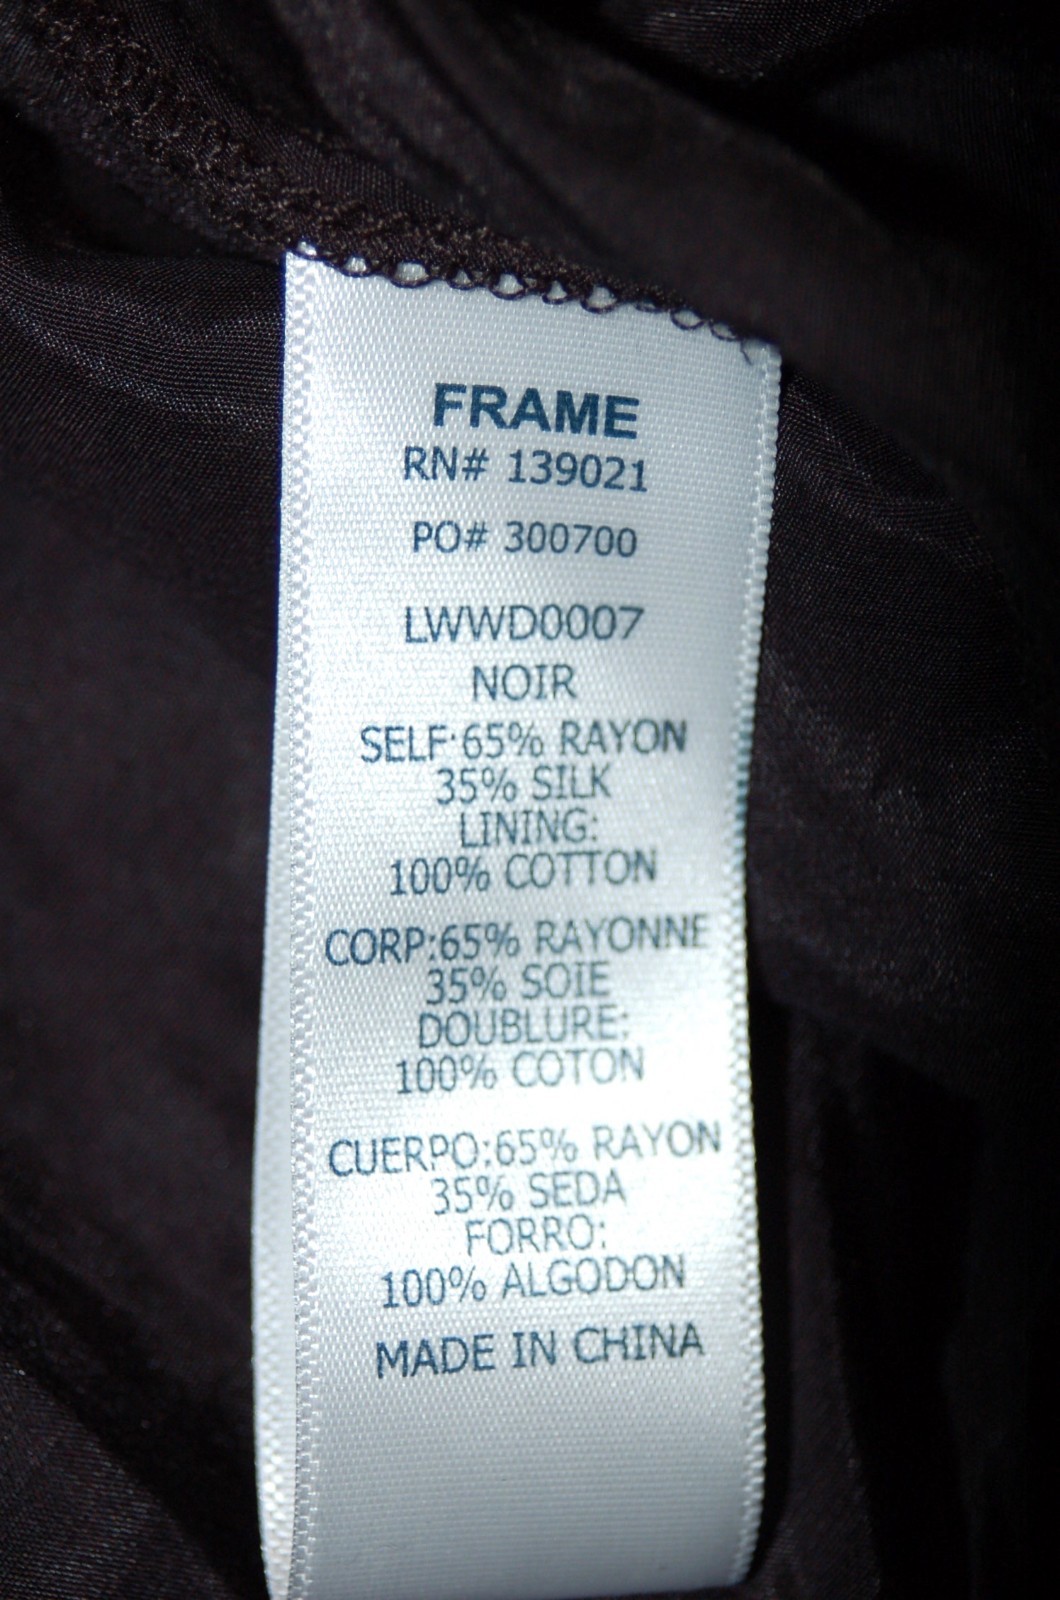 FRAME
RN# 139021
PO# 300700
LWWD0007
NOIR
SELF:65% RAYON
35% SILK
LINING:
100% COTTON
CORP:65% RAYONNE
35% SOIE
DOUBLURE:
100% COTON
CUERPO:65% RAYON
35% SEDA
FORRO:
100% ALGODON
MADE IN CHINA